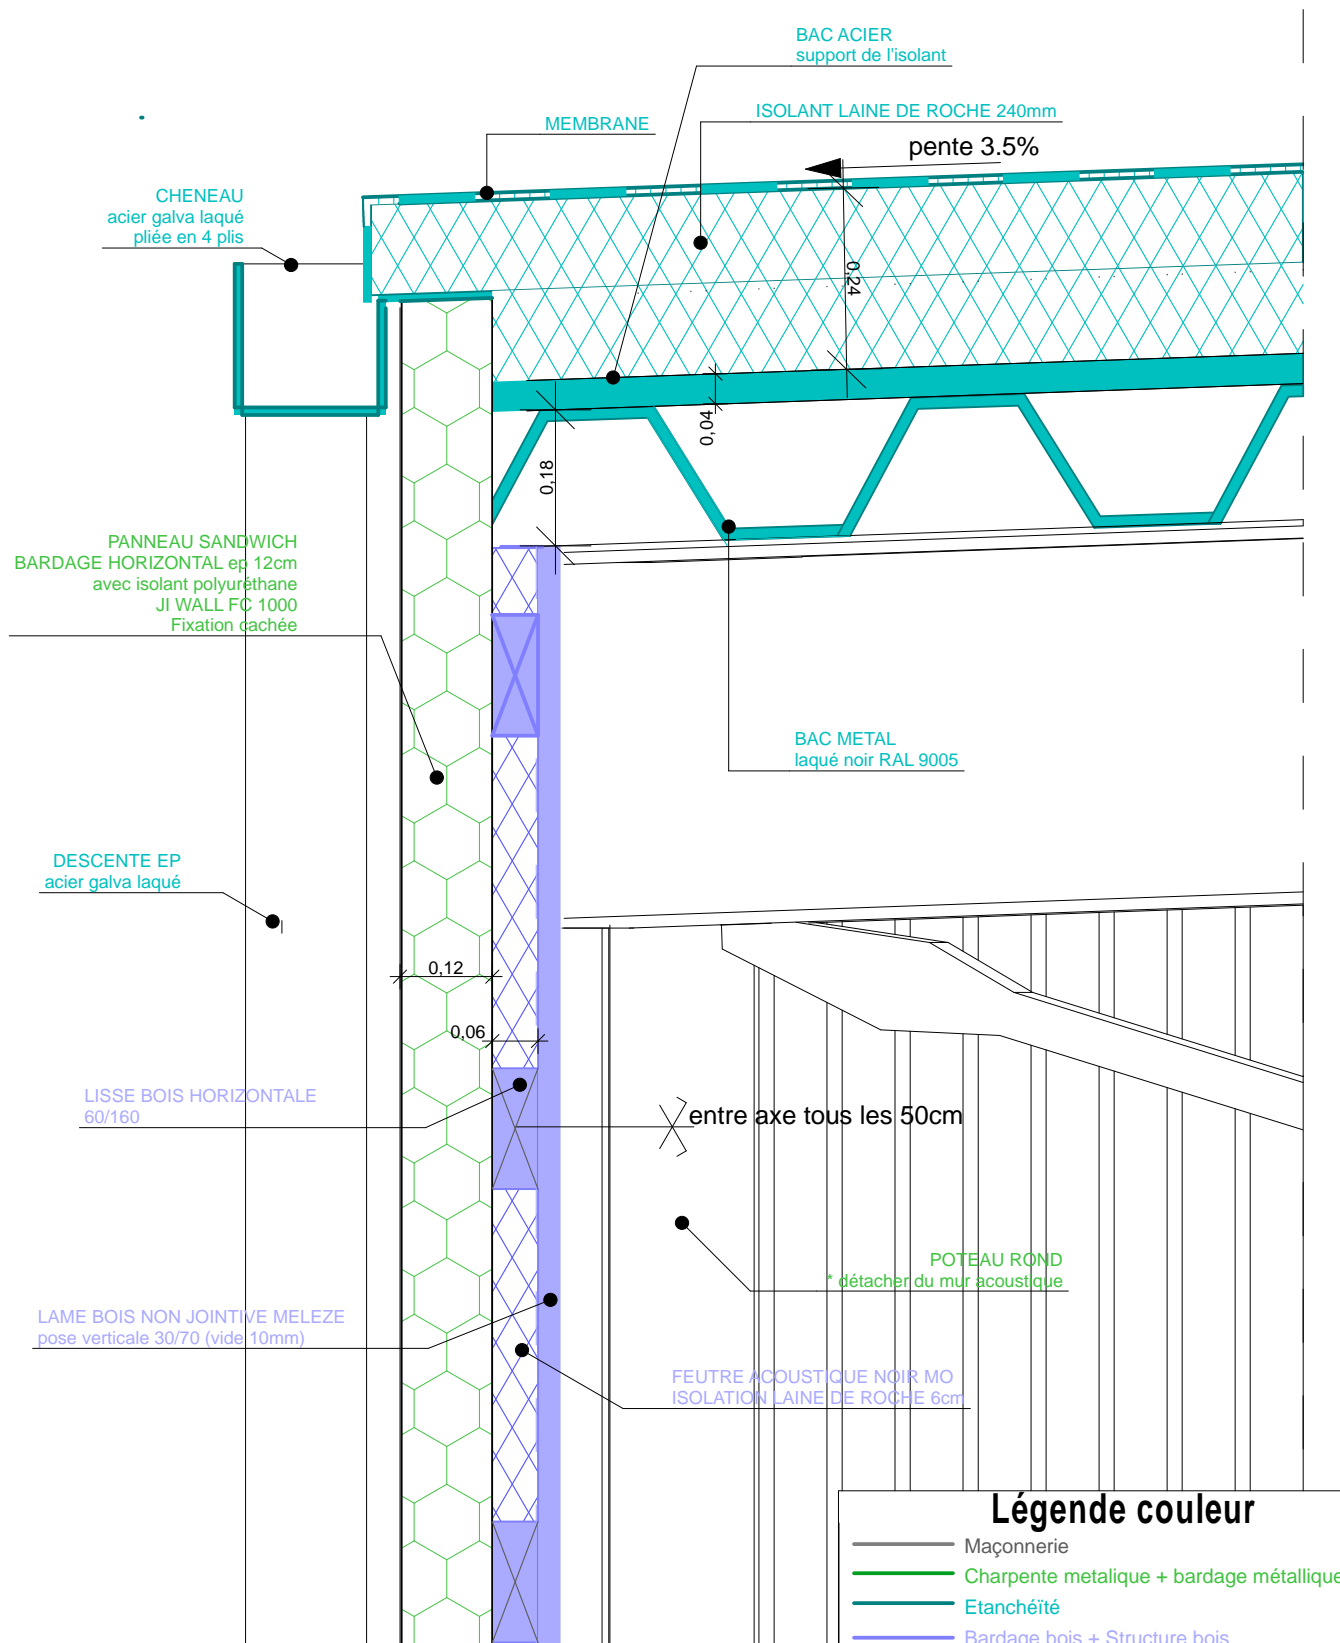 BAC ACIER
support de l'isolant
ISOLANT LAINE DE ROCHE 240mm
MEMBRANE
pente 3.5%
CHENEAU
acier galva laqué
pliée en 4 plis
0,24
0,04
0,18
PANNEAU SANDWICH
BARDAGE HORIZONTAL ep 12cm
avec isolant polyuréthane
JI WALL FC 1000
Fixation cachée
BAC METAL
laqué noir RAL 9005
DESCENTE EP
acier galva laqué
0,12
0,06
LISSE BOIS HORIZONTALE
60/160
entre axe tous les 50cm
POTEAU ROND
* détacher du mur acoustique
LAME BOIS NON JOINTIVE MELEZE
pose verticale 30/70 (vide 10mm)
FEUTRE ACOUSTIQUE NOIR MO
ISOLATION LAINE DE ROCHE 6cm
Légende couleur
Maçonnerie
Charpente metalique + bardage métallique
Etanchéïté
Bardage bois + Structure bois